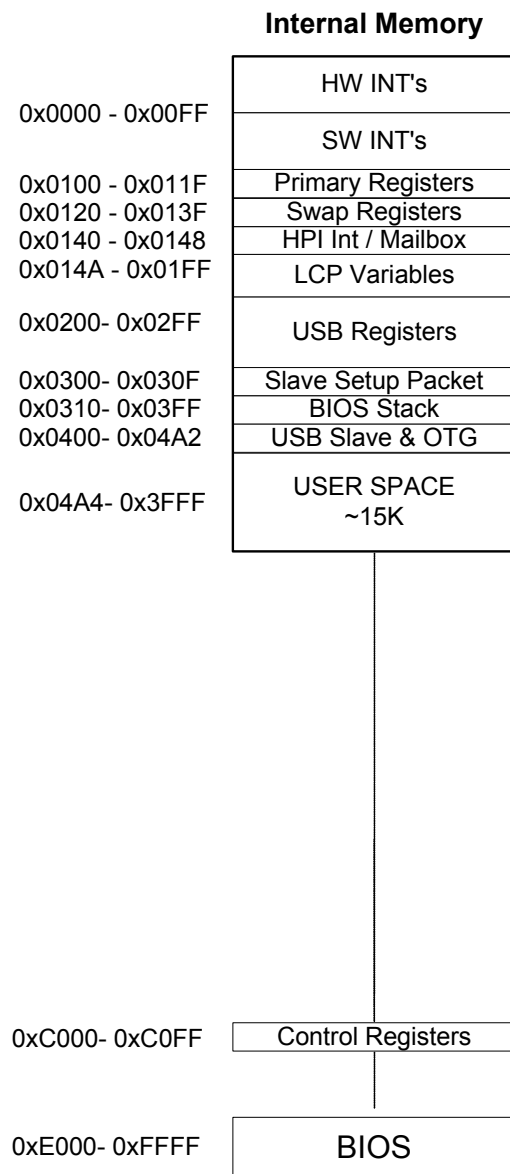 Internal Memory
HW INT's
0x0000 - 0x00FF
SW INT's
0x0100 - 0x011F Primary Registers
0x0120 - 0x013F Swap Registers
0x0140 - 0x0148 HPI Int / Mailbox
0x014A - 0x01FF LCP Variables
0x0200- 0x02FF USB Registers
0x0300- 0x030F Slave Setup Packet
0x0310- 0x03FF BIOS Stack
0x0400- 0x04A2 USB Slave & OTG
0x04A4- 0x3FFF USER SPACE
~15K
0xC000- 0xC0FF Control Registers
0xE000- 0xFFFF BIOS